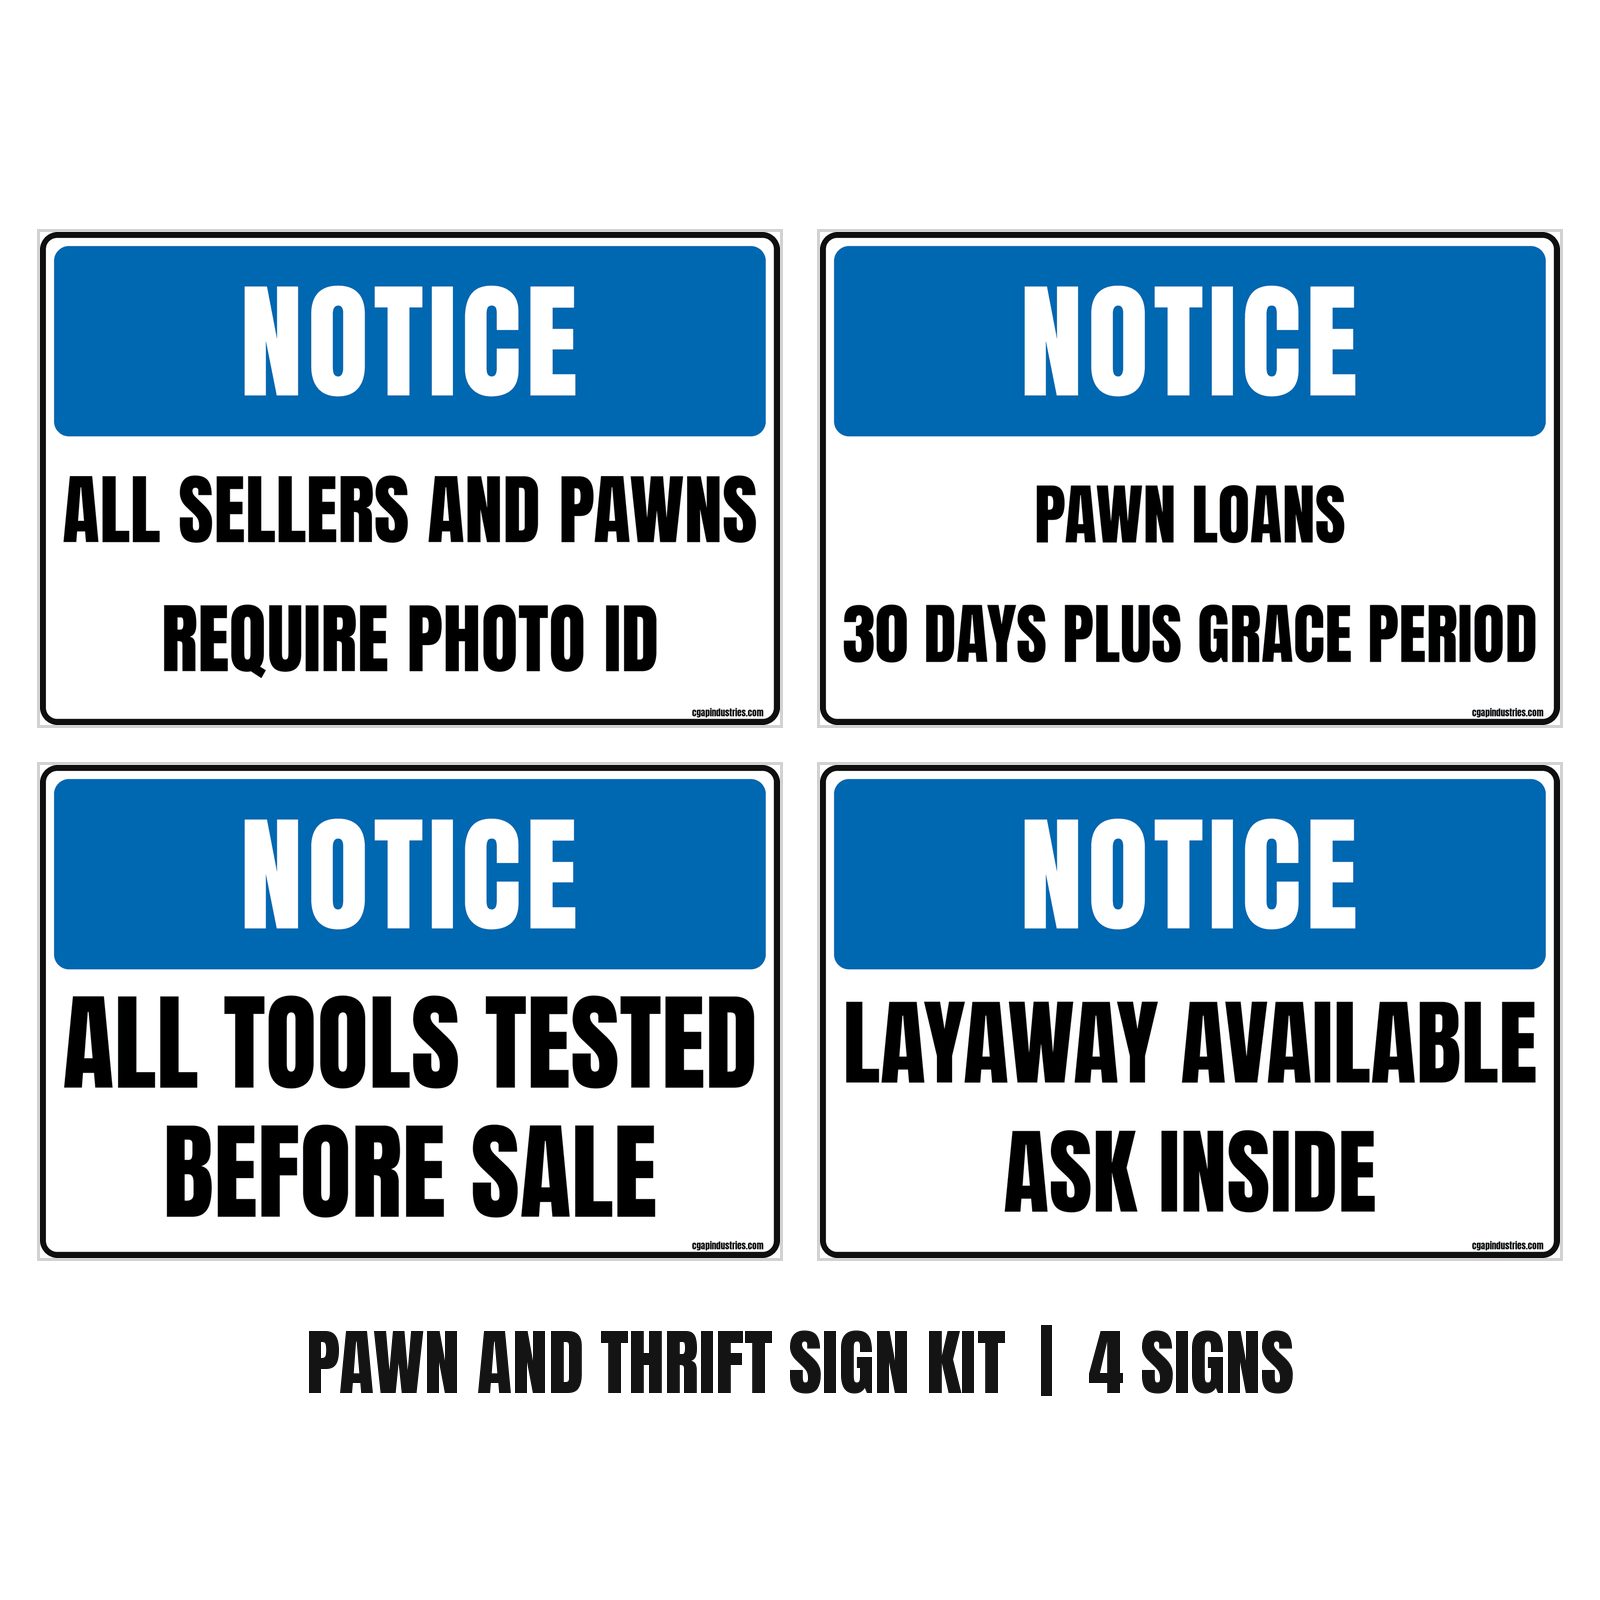 NOTICE
ALL SELLERS AND PAWNS
REQUIRE PHOTO ID
cgapindustries.com
NOTICE
PAWN LOANS
30 DAYS PLUS GRACE PERIOD
cgapindustries.com
NOTICE
ALL TOOLS TESTED
BEFORE SALE
cgapindustries.com
NOTICE
LAYAWAY AVAILABLE
ASK INSIDE
cgapindustries.com
PAWN AND THRIFT SIGN KIT | 4 SIGNS